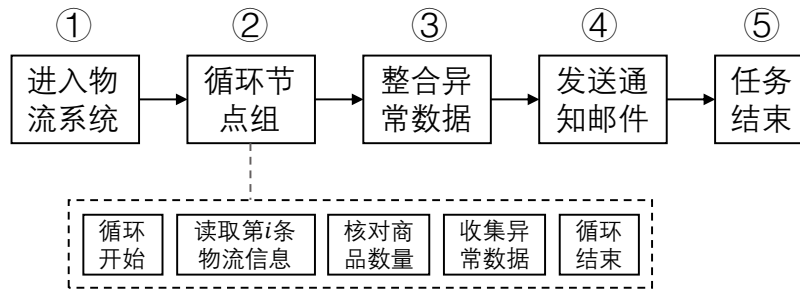 ① ② ③ ④ ⑤
进入物 循环节 整合异 发送通 任务
流系统 点组 常数据 知邮件 结束
循环 读取第i条 核对商 收集异 循环
开始 物流信息 品数量 常数据 结束